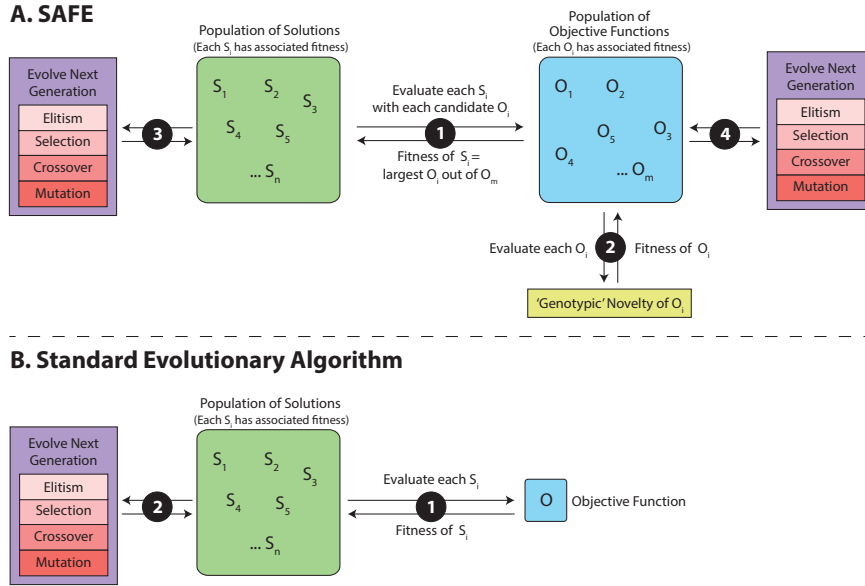 A. SAFE
Population of Solutions
(Each Sᵢ has associated fitness)
Population of
Objective Functions
(Each Oᵢ has associated fitness)
Evolve Next
Generation
Elitism
Selection
Crossover
Mutation
3
S₁
S₂
S₃
S₄
S₅
... Sₙ
Evaluate each Sᵢ
with each candidate Oᵢ
1
Fitness of Sᵢ =
largest Oᵢ out of Oₘ
O₁
O₂
O₃
O₅
O₄
... Oₘ
4
Evolve Next
Generation
Elitism
Selection
Crossover
Mutation
Evaluate each Oᵢ
2
Fitness of Oᵢ
‘Genotypic’ Novelty of Oᵢ
B. Standard Evolutionary Algorithm
Population of Solutions
(Each Sᵢ has associated fitness)
Evolve Next
Generation
Elitism
Selection
Crossover
Mutation
2
S₁
S₂
S₃
S₄
S₅
... Sₙ
Evaluate each Sᵢ
1
Fitness of Sᵢ
O
Objective Function